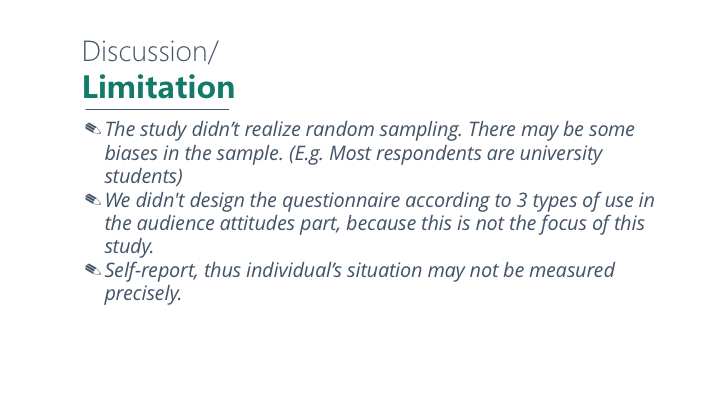 Discussion/
Limitation
The study didn’t realize random sampling. There may be some
biases in the sample. (E.g. Most respondents are university
students)
We didn't design the questionnaire according to 3 types of use in
the audience attitudes part, because this is not the focus of this
study.
Self-report, thus individual’s situation may not be measured
precisely.